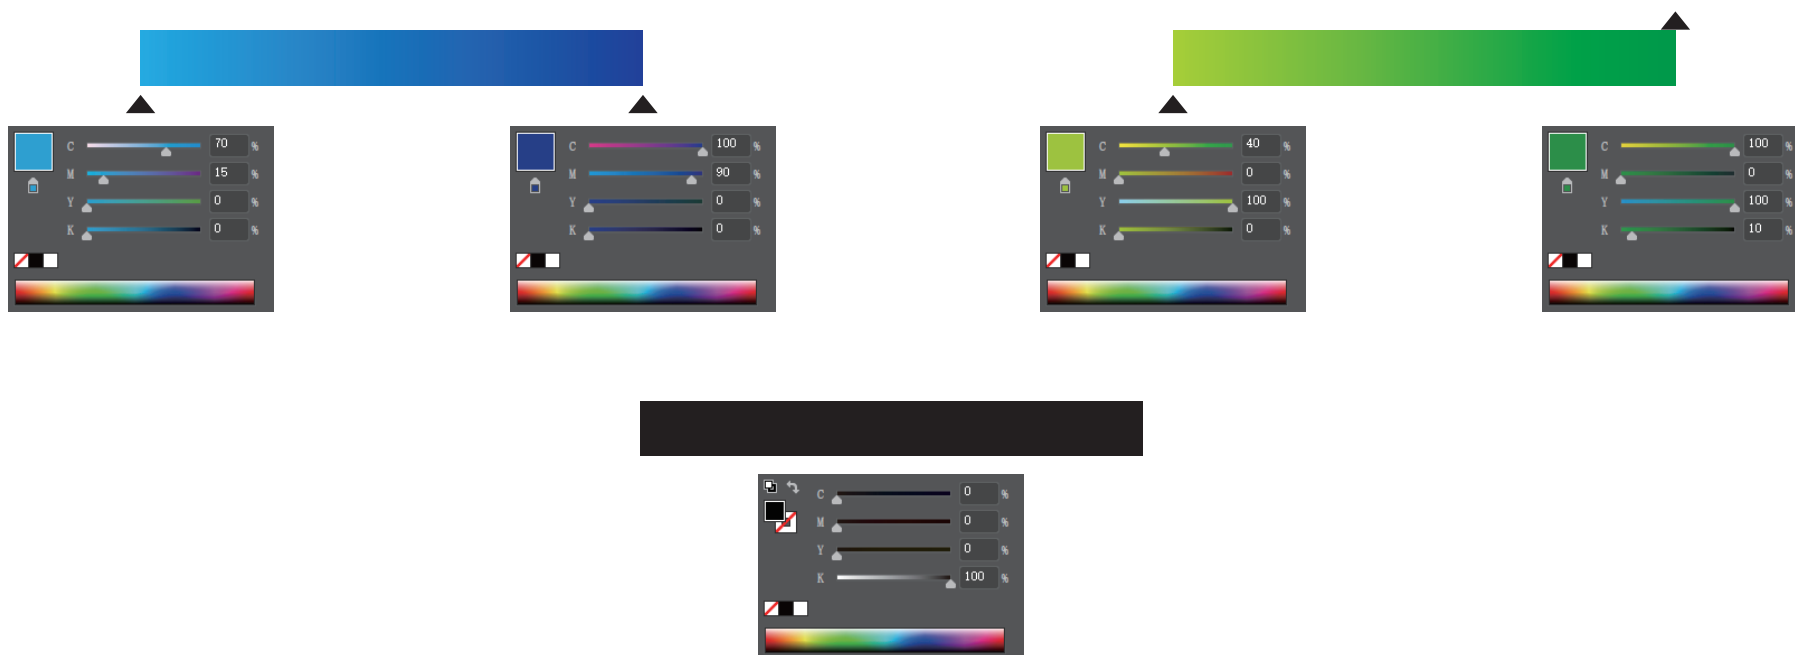 C 70 %
M 15 %
Y 0 %
K 0 %
C 100 %
M 90 %
Y 0 %
K 0 %
C 40 %
M 0 %
Y 100 %
K 0 %
C 100 %
M 0 %
Y 100 %
K 10 %
C 0 %
M 0 %
Y 0 %
K 100 %